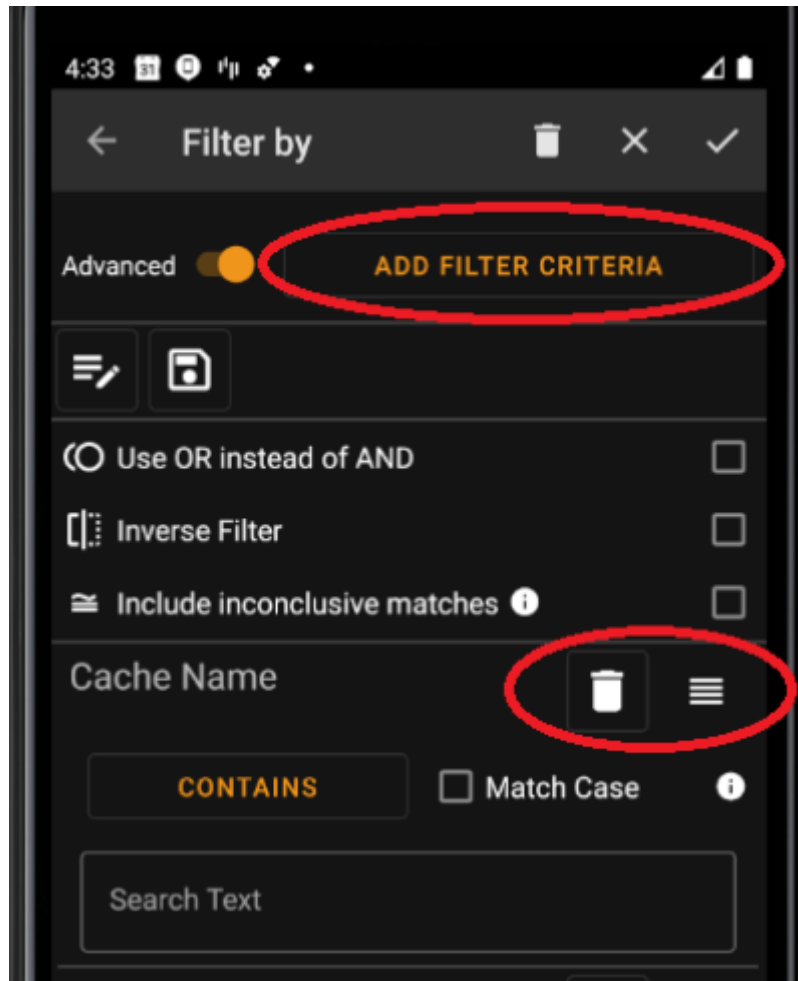 4:33 31
Filter by
Advanced ADD FILTER CRITERIA
Use OR instead of AND
Inverse Filter
Include inconclusive matches i
Cache Name
CONTAINS Match Case i
Search Text